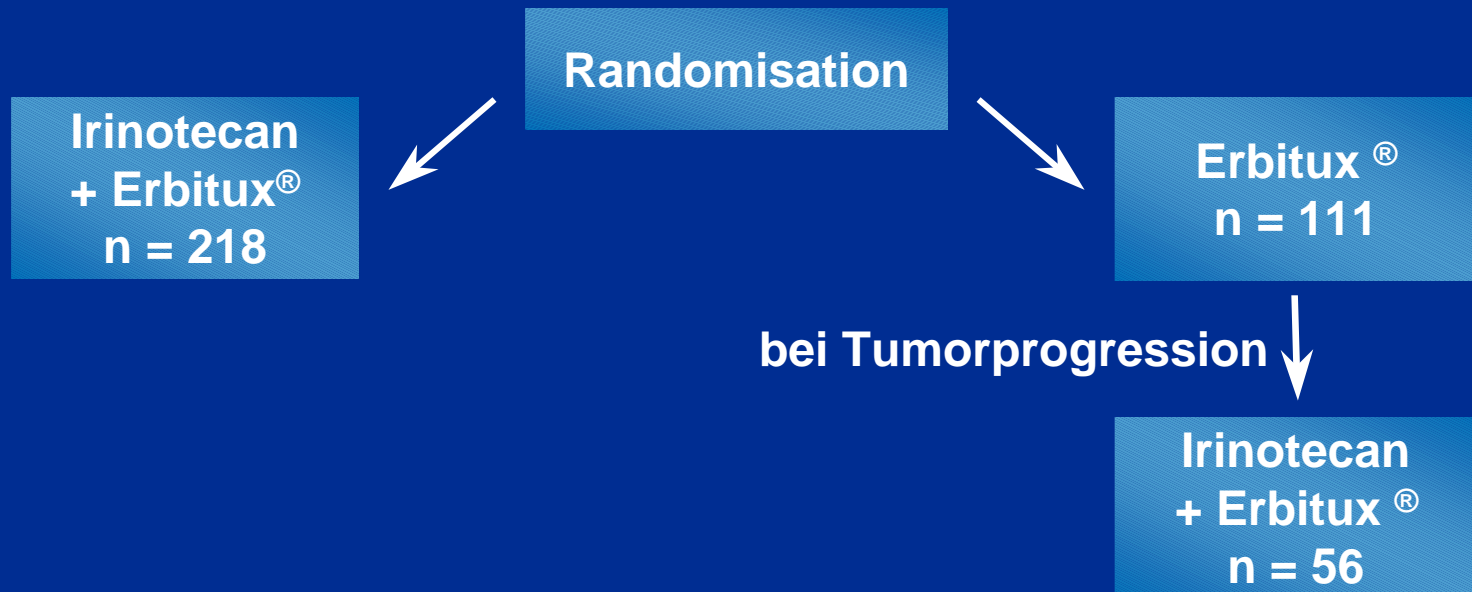 Randomisation
Irinotecan
+ Erbitux®
n = 218
Erbitux ®
n = 111
bei Tumorprogression
Irinotecan
+ Erbitux ®
n = 56